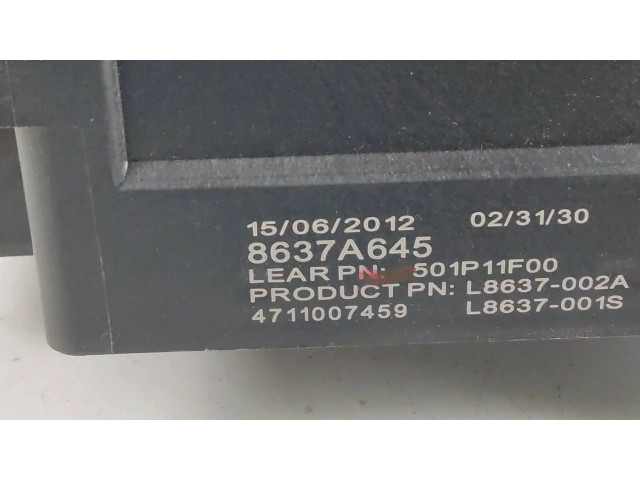 15/06/2012 02/31/30
8637A645
LEAR PN: 501P11F00
PRODUCT PN: L8637-002A
4711007459 L8637-001S